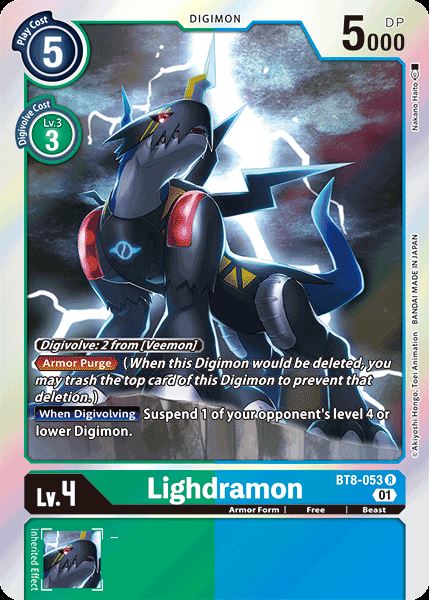 DIGIMON
Play Cost
5
DP
5000
Digivolve Cost
Lv.3
3
Nakano Haito
©Akiyoshi Hongo, Toei Animation BANDAI MADE IN JAPAN
Digivolve: 2 from [Veemon]
Armor Purge (When this Digimon would be deleted, you
may trash the top card of this Digimon to prevent that
deletion.)
When Digivolving Suspend 1 of your opponent's level 4 or
lower Digimon.
Lv.4
Lighdramon
BT8-053 R
01
Armor Form | Free | Beast
Inherited Effect
–